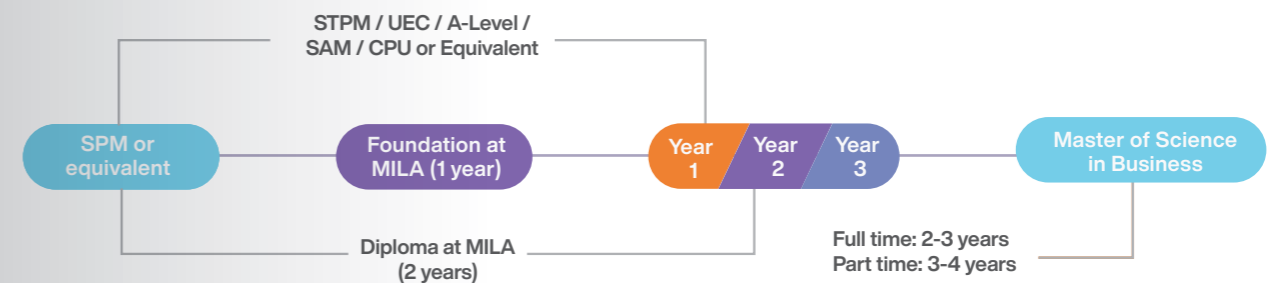 STPM / UEC / A-Level /
SAM / CPU or Equivalent
SPM or
equivalent
Foundation at
MILA (1 year)
Year
1
Year
2
Year
3
Master of Science
in Business
Diploma at MILA
(2 years)
Full time: 2-3 years
Part time: 3-4 years